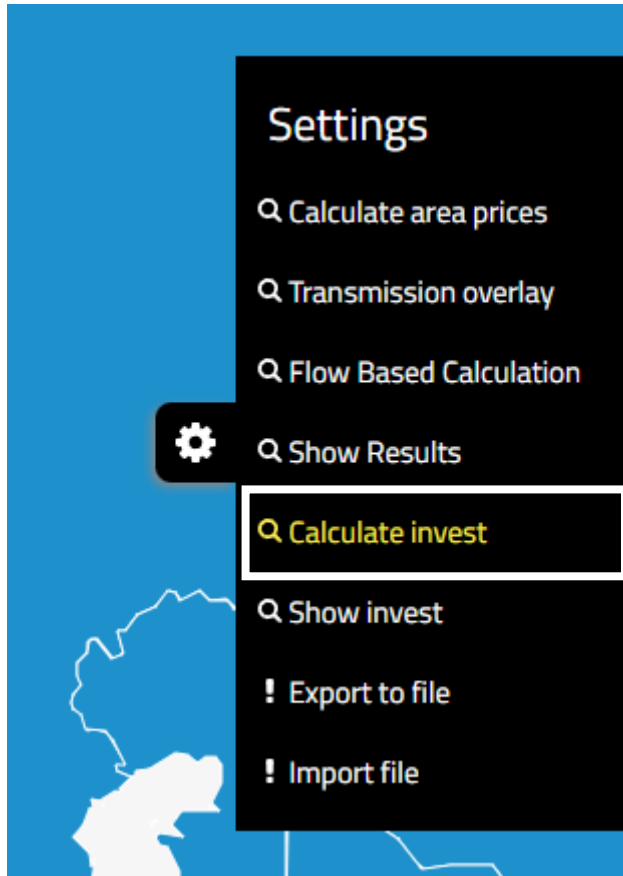 Settings
Calculate area prices
Transmission overlay
Flow Based Calculation
Show Results
Calculate invest
Show invest
! Export to file
! Import file